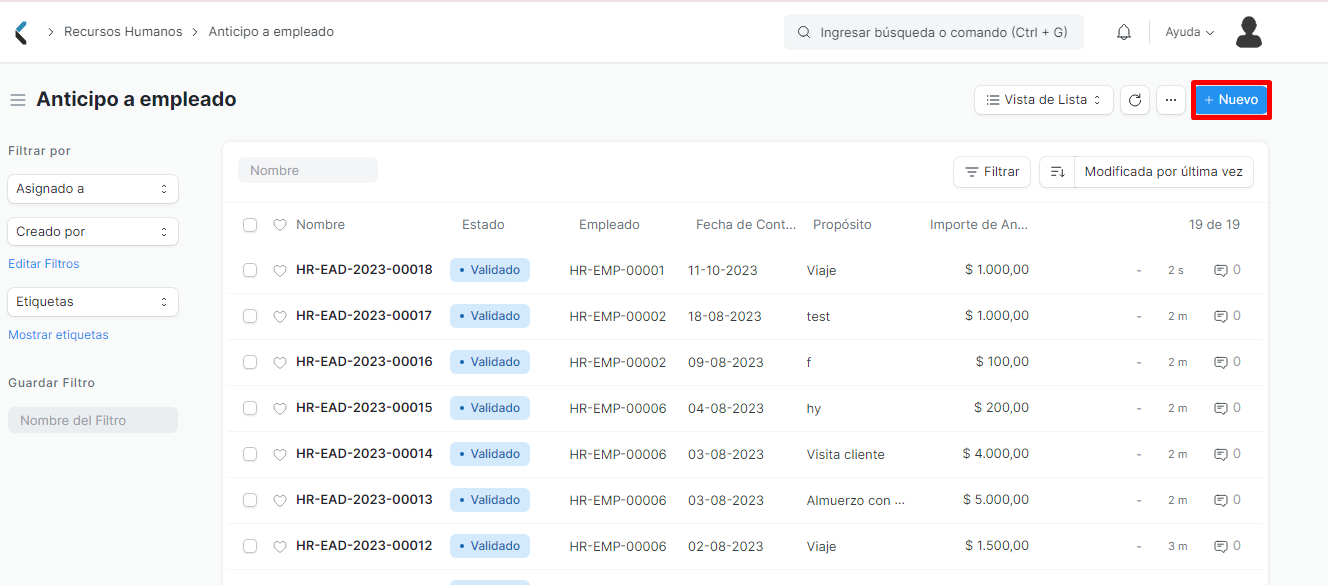 Recursos Humanos > Anticipo a empleado
Ingresar búsqueda o comando (Ctrl + G)
Ayuda
Anticipo a empleado
Vista de Lista
...
+ Nuevo
Filtrar por
Asignado a
Creado por
Editar Filtros
Etiquetas
Mostrar etiquetas
Guardar Filtro
Nombre del Filtro
Nombre
Filtrar
Modificada por última vez
Nombre Estado Empleado Fecha de Cont... Propósito Importe de An... 19 de 19
HR-EAD-2023-00018 • Validado HR-EMP-00001 11-10-2023 Viaje $ 1.000,00 - 2 s 0
HR-EAD-2023-00017 • Validado HR-EMP-00002 18-08-2023 test $ 1.000,00 - 2 m 0
HR-EAD-2023-00016 • Validado HR-EMP-00002 09-08-2023 f $ 100,00 - 2 m 0
HR-EAD-2023-00015 • Validado HR-EMP-00006 04-08-2023 hy $ 200,00 - 2 m 0
HR-EAD-2023-00014 • Validado HR-EMP-00006 03-08-2023 Visita cliente $ 4.000,00 - 2 m 0
HR-EAD-2023-00013 • Validado HR-EMP-00006 03-08-2023 Almuerzo con ... $ 5.000,00 - 2 m 0
HR-EAD-2023-00012 • Validado HR-EMP-00006 02-08-2023 Viaje $ 1.500,00 - 3 m 0